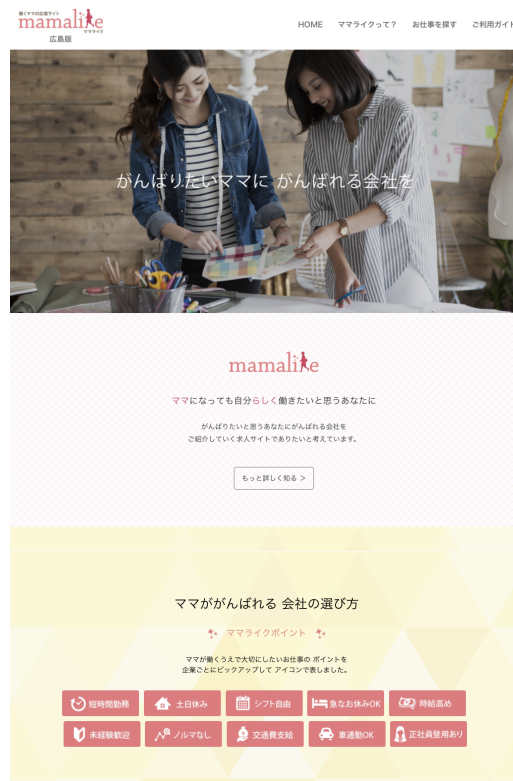 働くママの応援サイト
mamalike
ママライク
広島版
HOME ママライクって？ お仕事を探す ご利用ガイド
がんばりたいママに がんばれる会社を
mamalike
ママになっても自分らしく働きたいと思うあなたに
がんばりたいと思うあなたにがんばれる会社を
ご紹介していく求人サイトでありたいと考えています。
もっと詳しく知る >
ママががんばれる 会社の選び方
ママライクポイント
ママが働くうえで大切にしたいお仕事の ポイントを
企業ごとにピックアップして アイコンで表しました。
短時間勤務 土日休み シフト自由 急なお休みOK 時給高め
未経験歓迎 ノルマなし 交通費支給 車通勤OK 正社員登用あり